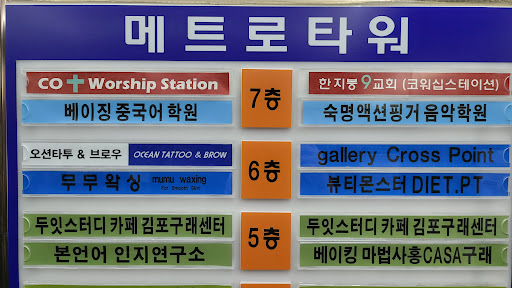 메트로타워
CO+Worship Station
7층
한지붕9교회 (코워십스테이션)
베이징중국어학원
숙명액션핑거음악학원
오션타투 & 브로우 OCEAN TATTOO & BROW
6층
gallery Cross Point
무무왁싱 mumu waxing
For Smooth Skin
뷰티몬스터 DIET.PT
두잇스터디 카페 김포구래센터
5층
두잇스터디 카페 김포구래센터
본언어 인지연구소
베이킹 마법사홍CASA구래